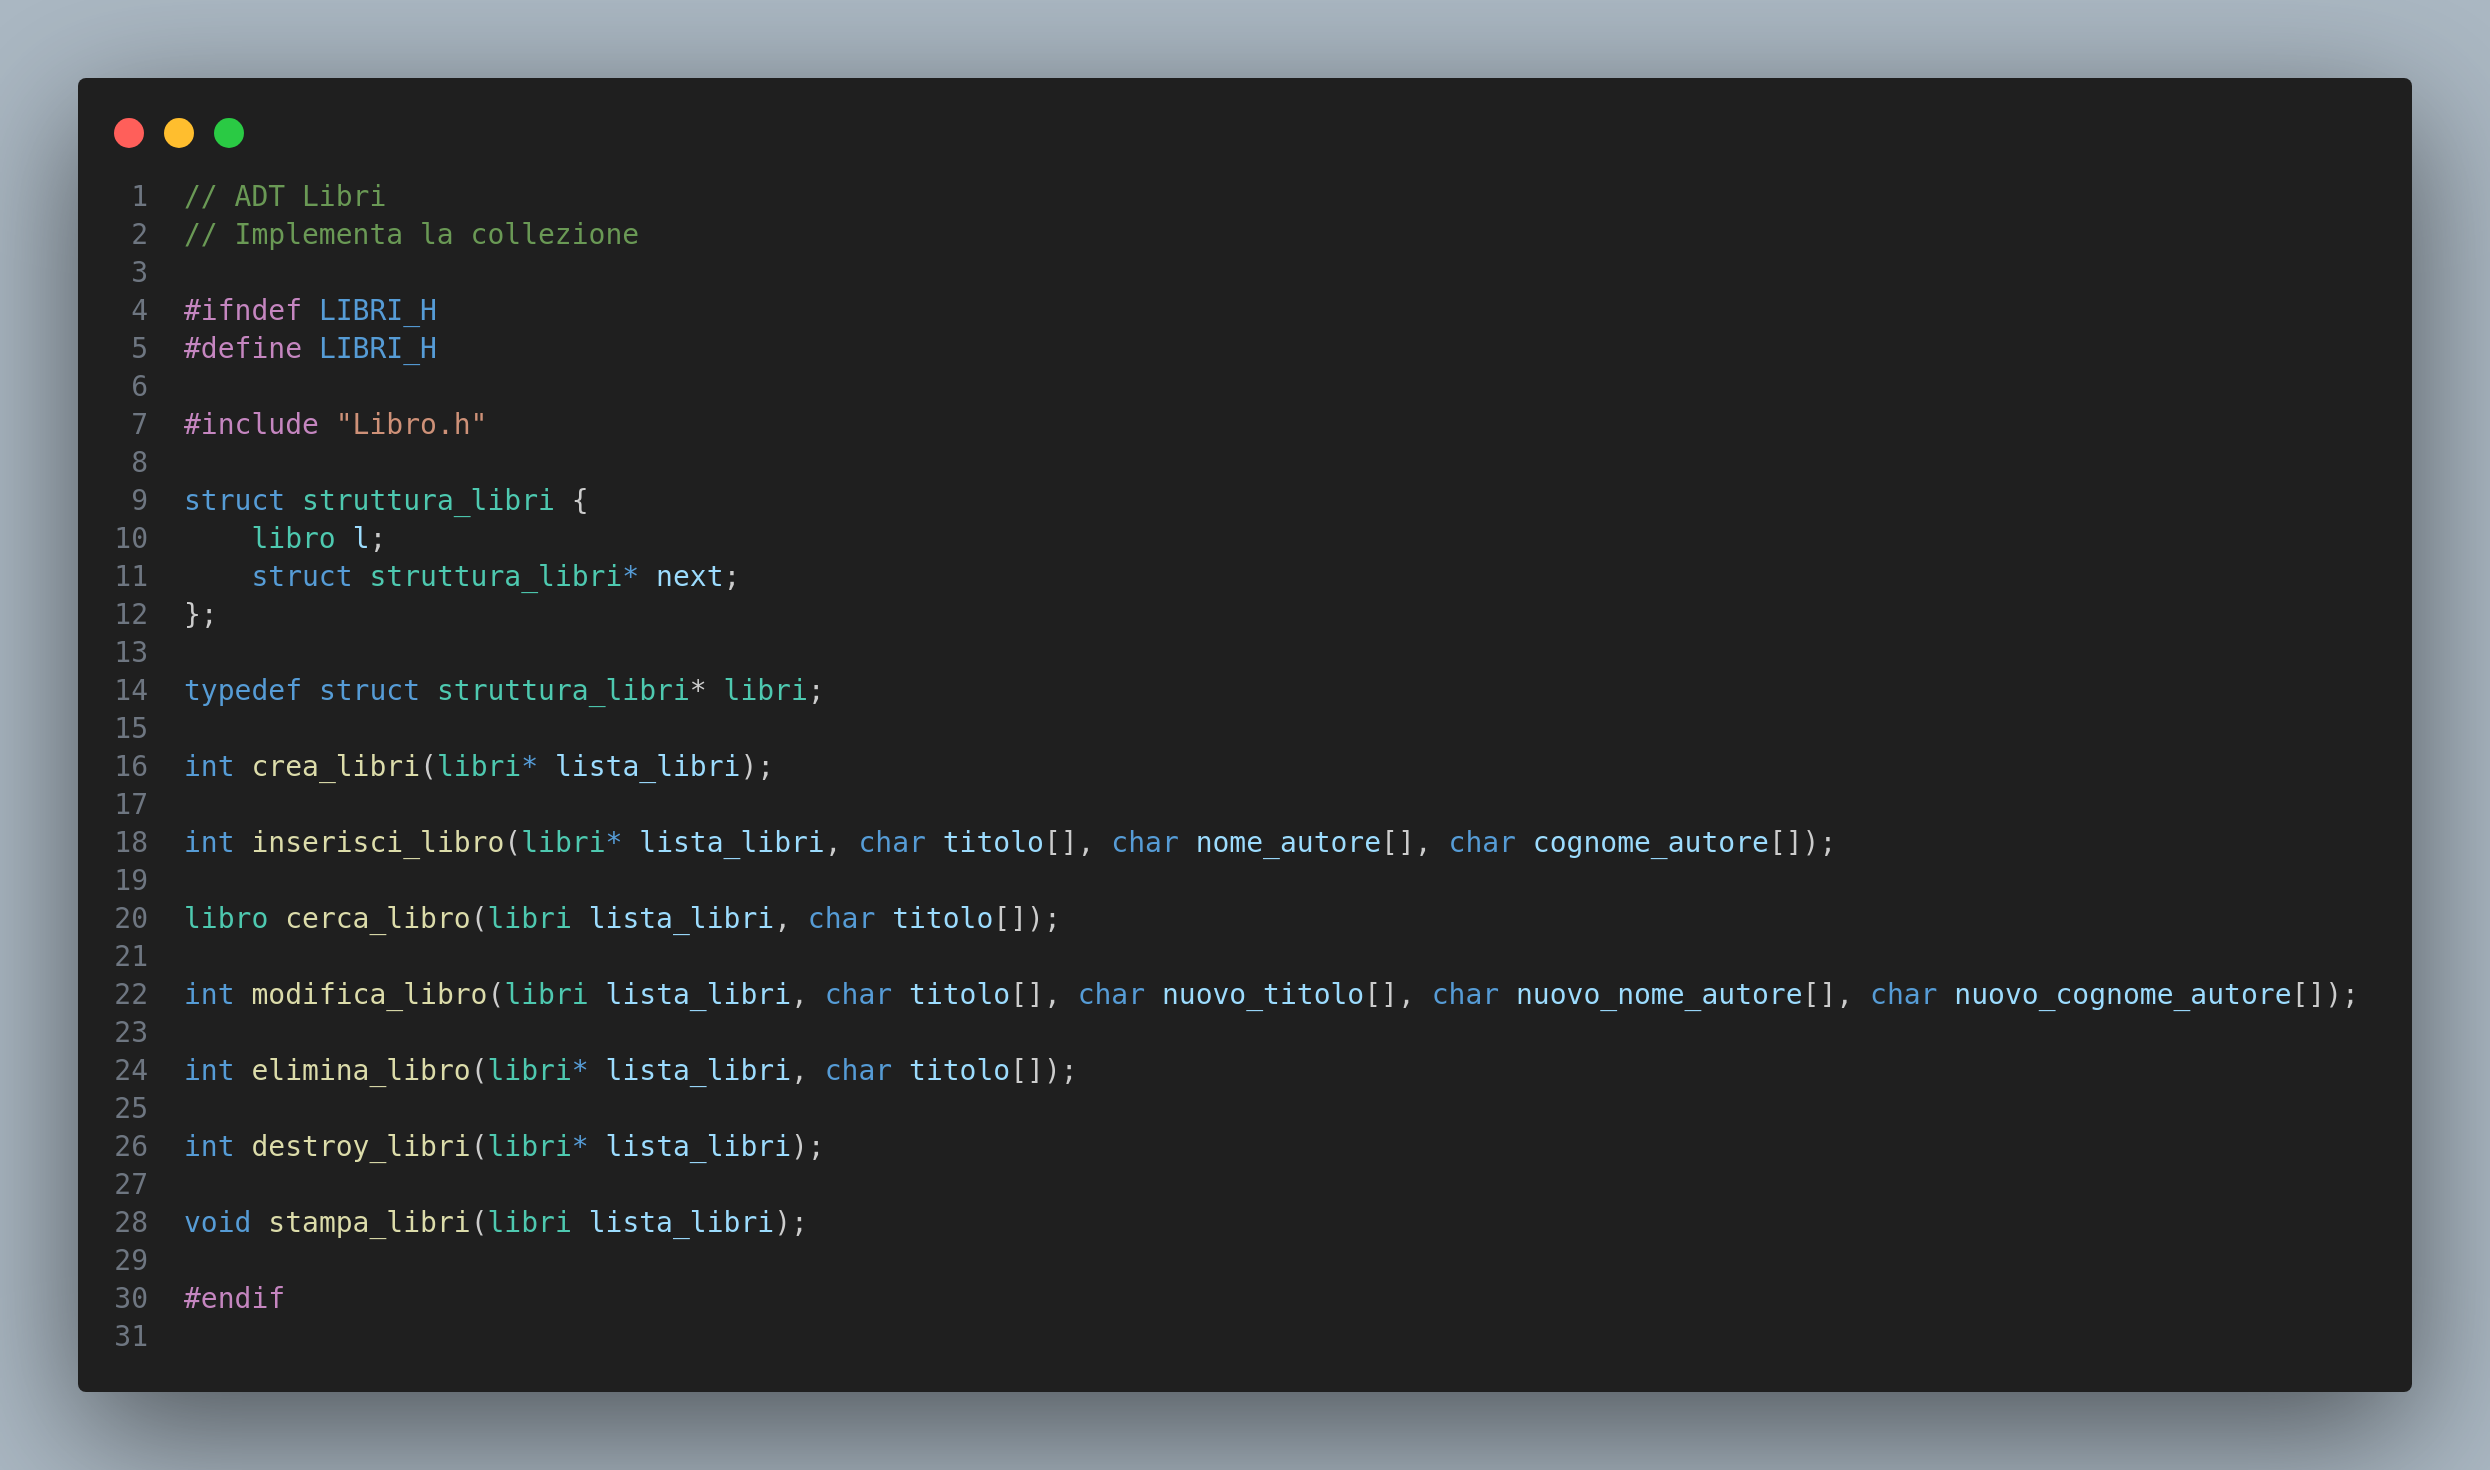 1 // ADT Libri
2 // Implementa la collezione
3
4 #ifndef LIBRI_H
5 #define LIBRI_H
6
7 #include "Libro.h"
8
9 struct struttura_libri {
10     libro l;
11     struct struttura_libri* next;
12 };
13
14 typedef struct struttura_libri* libri;
15
16 int crea_libri(libri* lista_libri);
17
18 int inserisci_libro(libri* lista_libri, char titolo[], char nome_autore[], char cognome_autore[]);
19
20 libro cerca_libro(libri lista_libri, char titolo[]);
21
22 int modifica_libro(libri lista_libri, char titolo[], char nuovo_titolo[], char nuovo_nome_autore[], char nuovo_cognome_autore[]);
23
24 int elimina_libro(libri* lista_libri, char titolo[]);
25
26 int destroy_libri(libri* lista_libri);
27
28 void stampa_libri(libri lista_libri);
29
30 #endif
31